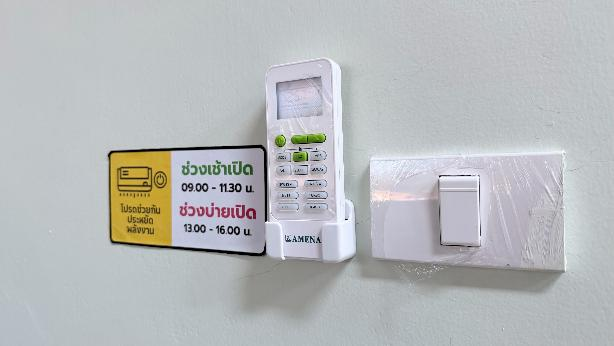 ช่วงเช้าเปิด
09.00 - 11.30 น.
ช่วงบ่ายเปิด
13.00 - 16.00 น.
โปรดช่วยกัน
ประหยัด
พลังงาน
AMENA